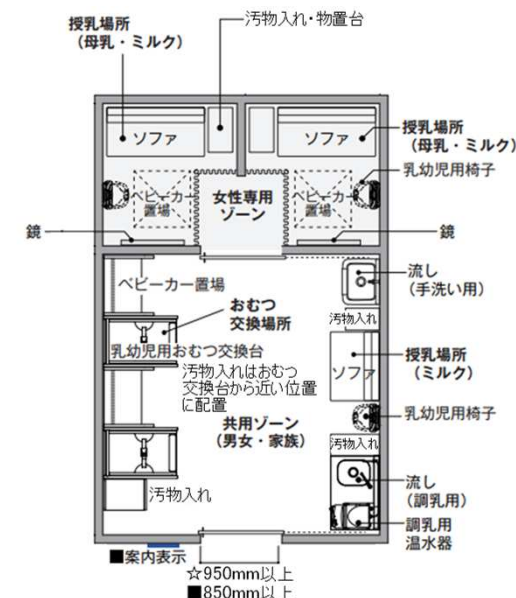 授乳場所
（母乳・ミルク）
汚物入れ・物置台
ソファ
ソファ
授乳場所
（母乳・ミルク）
乳幼児用椅子
ベビーカー
置場
女性専用
ゾーン
ベビーカー
置場
鏡
鏡
ベビーカー置場
流し
（手洗い用）
おむつ
交換場所
汚物入れ
乳幼児用おむつ交換台
汚物入れはおむつ
交換台から近い位置
に配置
授乳場所
（ミルク）
ソファ
共用ゾーン
（男女・家族）
乳幼児用椅子
汚物入れ
汚物入れ
流し
（調乳用）
調乳用
温水器
■案内表示
☆950mm以上
■850mm以上